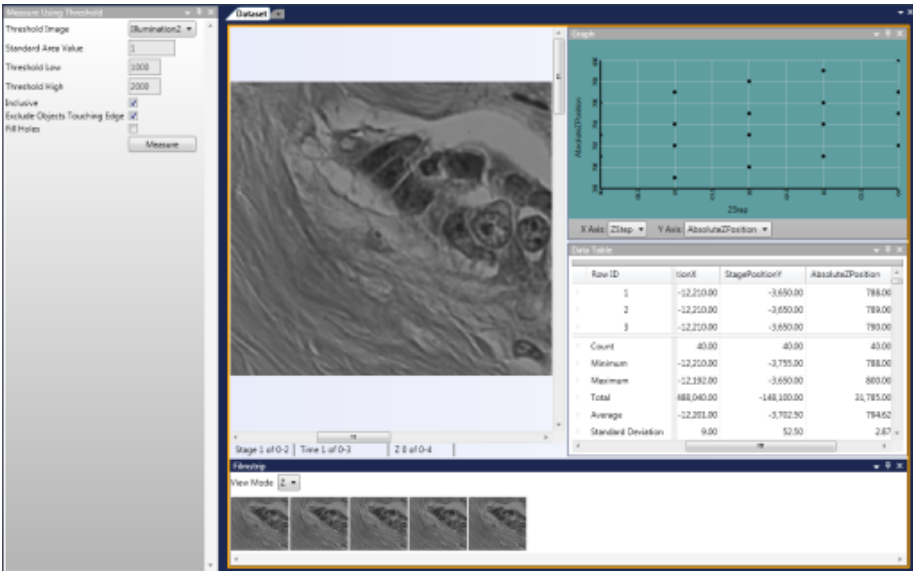 Measure Using Threshold
Threshold Image Illumination2
Standard Area Value 1
Threshold Low 1000
Threshold High 2000
Inclusive
Exclude Objects Touching Edge
Fill Holes
Measure
Dataset
Stage 1 of 0-2 Time 1 of 0-3 Z 0 of 0-4
Graph
AbsoluteZPosition
ZStep
X Axis: ZStep Y Axis: AbsoluteZPosition
Data Table
Row ID tionX StagePositionY AbsoluteZPosition
1 -12,210.00 -3,650.00 788.00
2 -12,210.00 -3,650.00 789.00
3 -12,210.00 -3,650.00 790.00
Count 40.00 40.00 40.00
Minimum -12,210.00 -3,755.00 788.00
Maximum -12,192.00 -3,650.00 800.00
Total 488,040.00 -148,100.00 31,785.00
Average -12,201.00 -3,702.50 794.62
Standard Deviation 9.00 52.50 2.87
Filmstrip
View Mode: Z